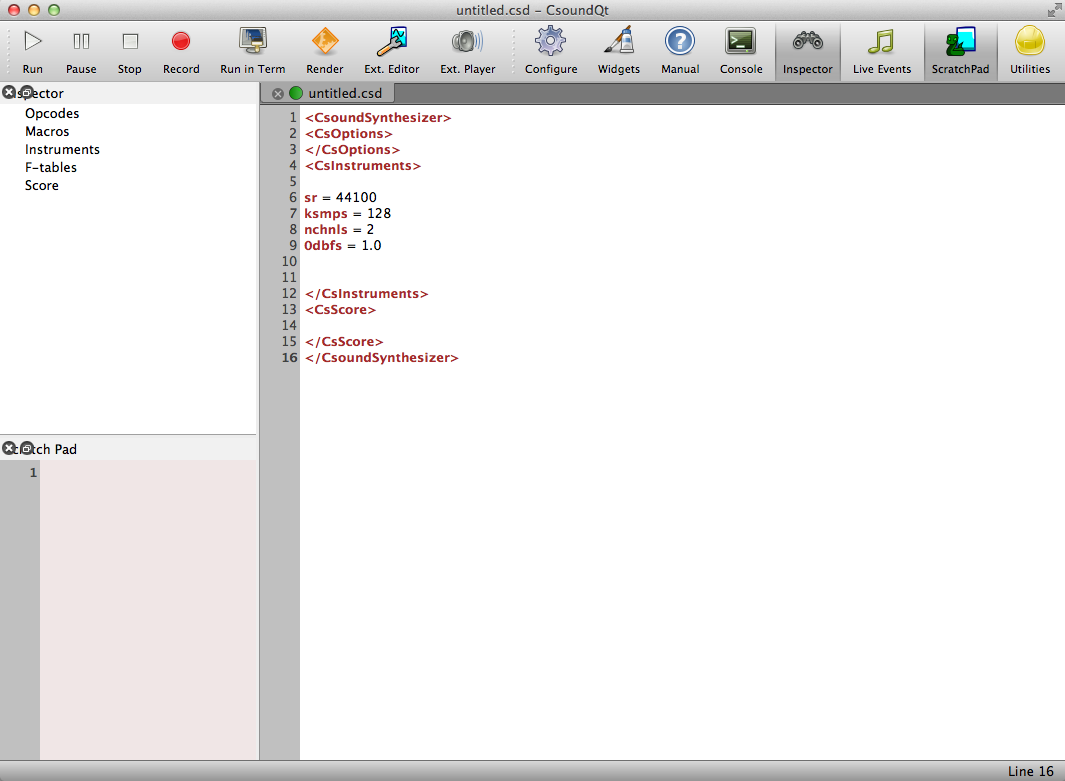 untitled.csd – CsoundQt
Run Pause Stop Record Run in Term Render Ext. Editor Ext. Player Configure Widgets Manual Console Inspector Live Events ScratchPad Utilities
spector
untitled.csd
Opcodes
Macros
Instruments
F-tables
Score
1 <CsoundSynthesizer>
2 <CsOptions>
3 </CsOptions>
4 <CsInstruments>
5
6 sr = 44100
7 ksmps = 128
8 nchnls = 2
9 0dbfs = 1.0
10
11
12 </CsInstruments>
13 <CsScore>
14
15 </CsScore>
16 </CsoundSynthesizer>
tch Pad
1
Line 16